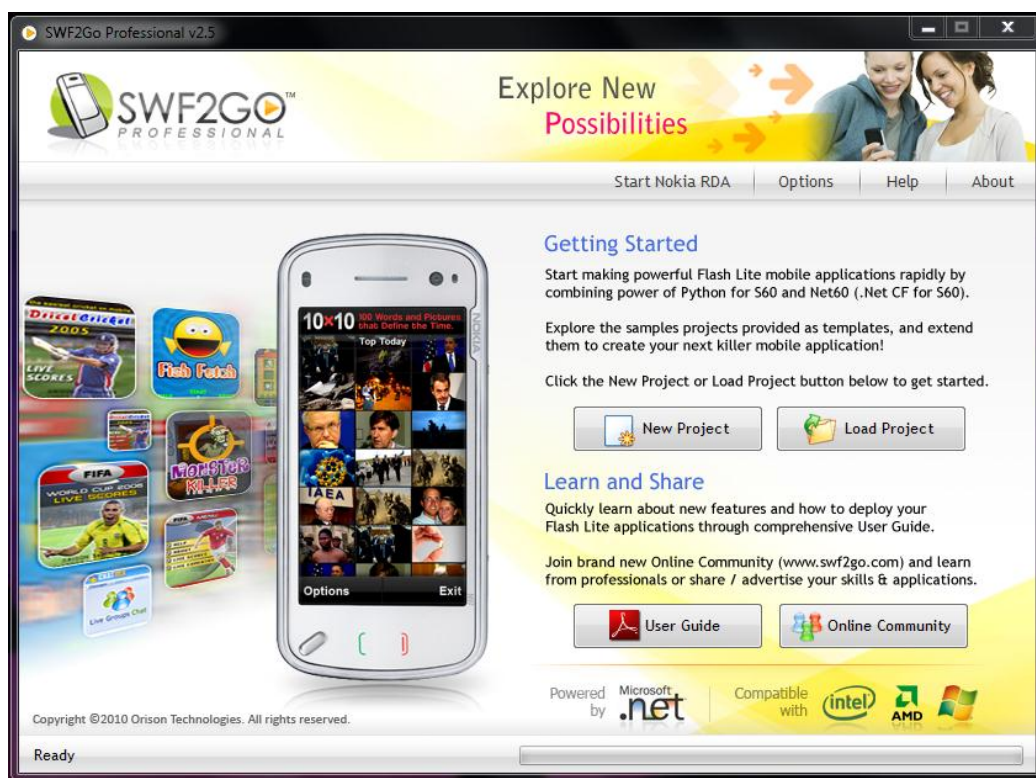 SWF2Go Professional v2.5
SWF2GO™
PROFESSIONAL
Explore New
Possibilities
Start Nokia RDA
Options
Help
About
the easiest cricket on mobile
Dricat Cricket
2005
LIVE
SCORES
Fish Fetch
MONSTER
KILLER
FIFA
WORLD CUP 2006
LIVE SCORES
FIFA MENU
Live Groups Chat
NOKIA
10×10 100 Words and Pictures
that Define the Time.
Top Today
IAEA
Options
Exit
Getting Started
Start making powerful Flash Lite mobile applications rapidly by
combining power of Python for S60 and Net60 (.Net CF for S60).
Explore the samples projects provided as templates, and extend
them to create your next killer mobile application!
Click the New Project or Load Project button below to get started.
New Project
Load Project
Learn and Share
Quickly learn about new features and how to deploy your
Flash Lite applications through comprehensive User Guide.
Join brand new Online Community (www.swf2go.com) and learn
from professionals or share / advertise your skills & applications.
User Guide
Online Community
Powered
by
Microsoft
.net
Compatible
with
intel
AMD
Copyright ©2010 Orison Technologies. All rights reserved.
Ready